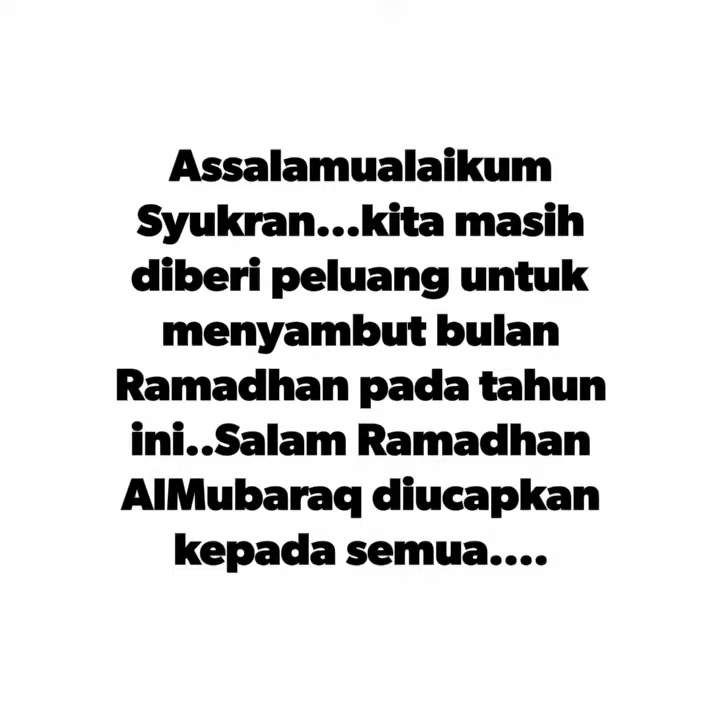 Assalamualaikum
Syukran...kita masih
diberi peluang untuk
menyambut bulan
Ramadhan pada tahun
ini..Salam Ramadhan
AlMubaraq diucapkan
kepada semua....